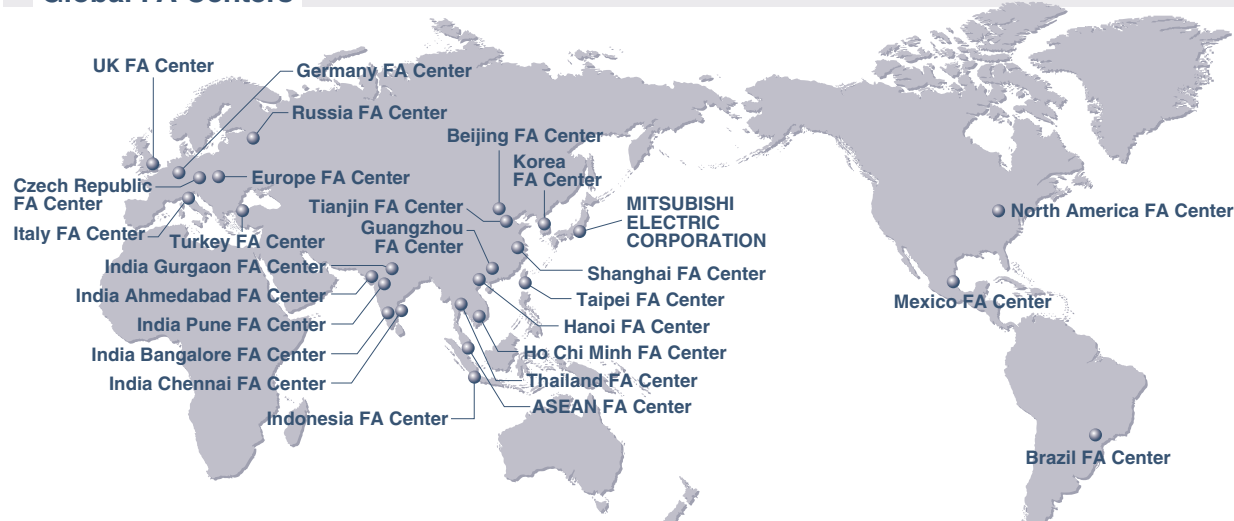 Global FA Centers
UK FA Center
Germany FA Center
Russia FA Center
Beijing FA Center
Korea
FA Center
Czech Republic
FA Center
Europe FA Center
Italy FA Center
Turkey FA Center
Tianjin FA Center
Guangzhou
FA Center
MITSUBISHI
ELECTRIC
CORPORATION
North America FA Center
India Gurgaon FA Center
Shanghai FA Center
India Ahmedabad FA Center
Taipei FA Center
Mexico FA Center
India Pune FA Center
Hanoi FA Center
India Bangalore FA Center
Ho Chi Minh FA Center
India Chennai FA Center
Thailand FA Center
ASEAN FA Center
Indonesia FA Center
Brazil FA Center